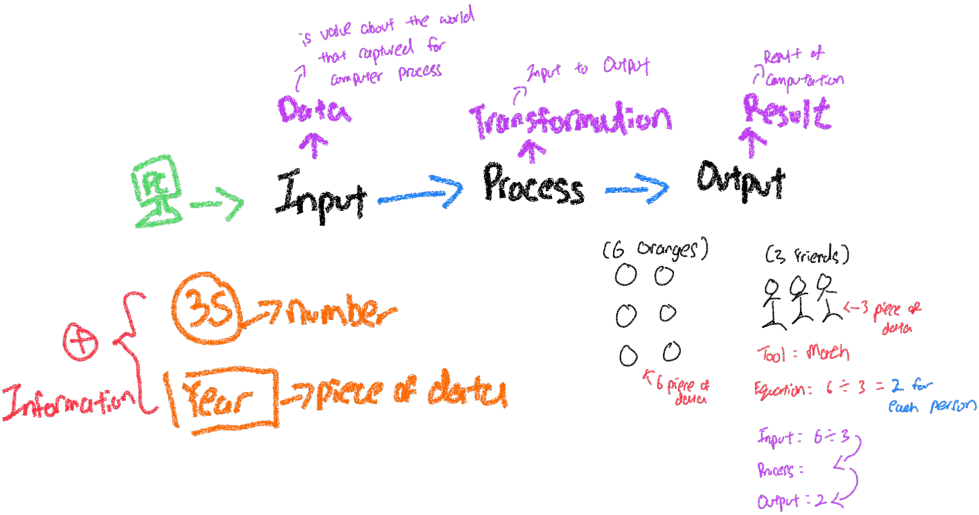 is value about the world
that captured for
computer process
Data
Input to Output
Transformation
Result of
computation
Result
PC
Input
Process
Output
35
number
+
Information
Year
piece of data
(6 oranges)
6 piece of
data
(3 friends)
3 piece of
data
Tool : March
Equation : 6 ÷ 3 = 2 for
each person
Input : 6 ÷ 3
Process :
Output = 2